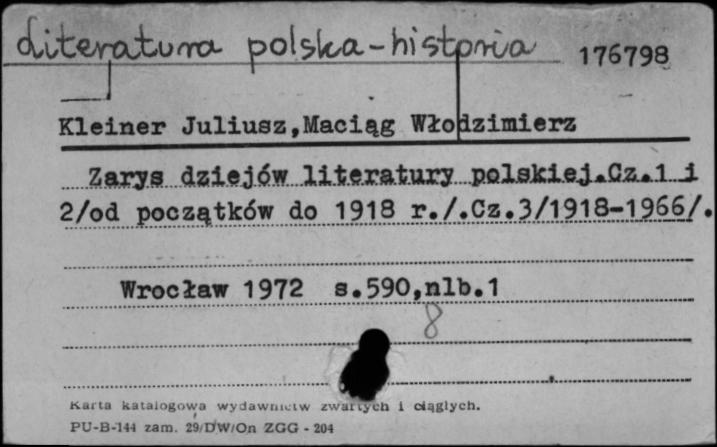 Literatura polska-historia 176798
Kleiner Juliusz,Maciąg Włodzimierz
Zarys dziejów literatury polskiej.Cz.1 i
2/od początków do 1918 r./.Cz.3/1918-1966/.
Wrocław 1972 s.590,nlb.1
8
Karta katalogowa wydawnictw zwartych i ciągłych.
PU-B-144 zam. 29/DW/On ZGG - 204